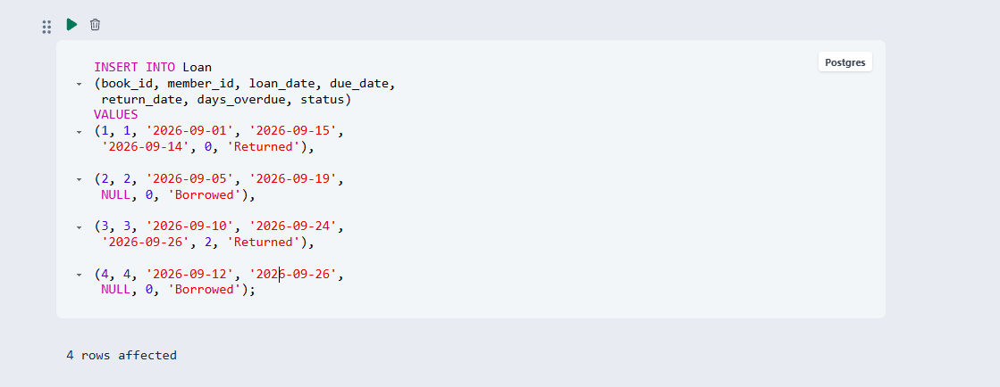 INSERT INTO Loan
Postgres
(book_id, member_id, loan_date, due_date,
return_date, days_overdue, status)
VALUES
(1, 1, '2026-09-01', '2026-09-15',
'2026-09-14', 0, 'Returned'),
(2, 2, '2026-09-05', '2026-09-19',
NULL, 0, 'Borrowed'),
(3, 3, '2026-09-10', '2026-09-24',
'2026-09-26', 2, 'Returned'),
(4, 4, '2026-09-12', '2026-09-26',
NULL, 0, 'Borrowed');
4 rows affected